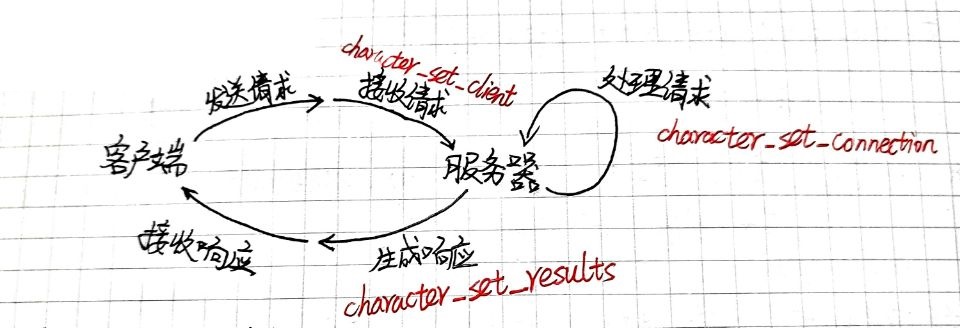 character_set_client
发送请求
接收请求
处理请求
character_set_connection
客户端
服务器
接收响应
生成响应
character_set_results